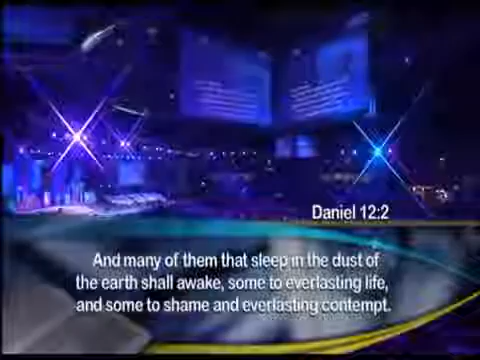 Daniel 12:2
And many of them that sleep in the dust of
the earth shall awake, some to everlasting life,
and some to shame and everlasting contempt.